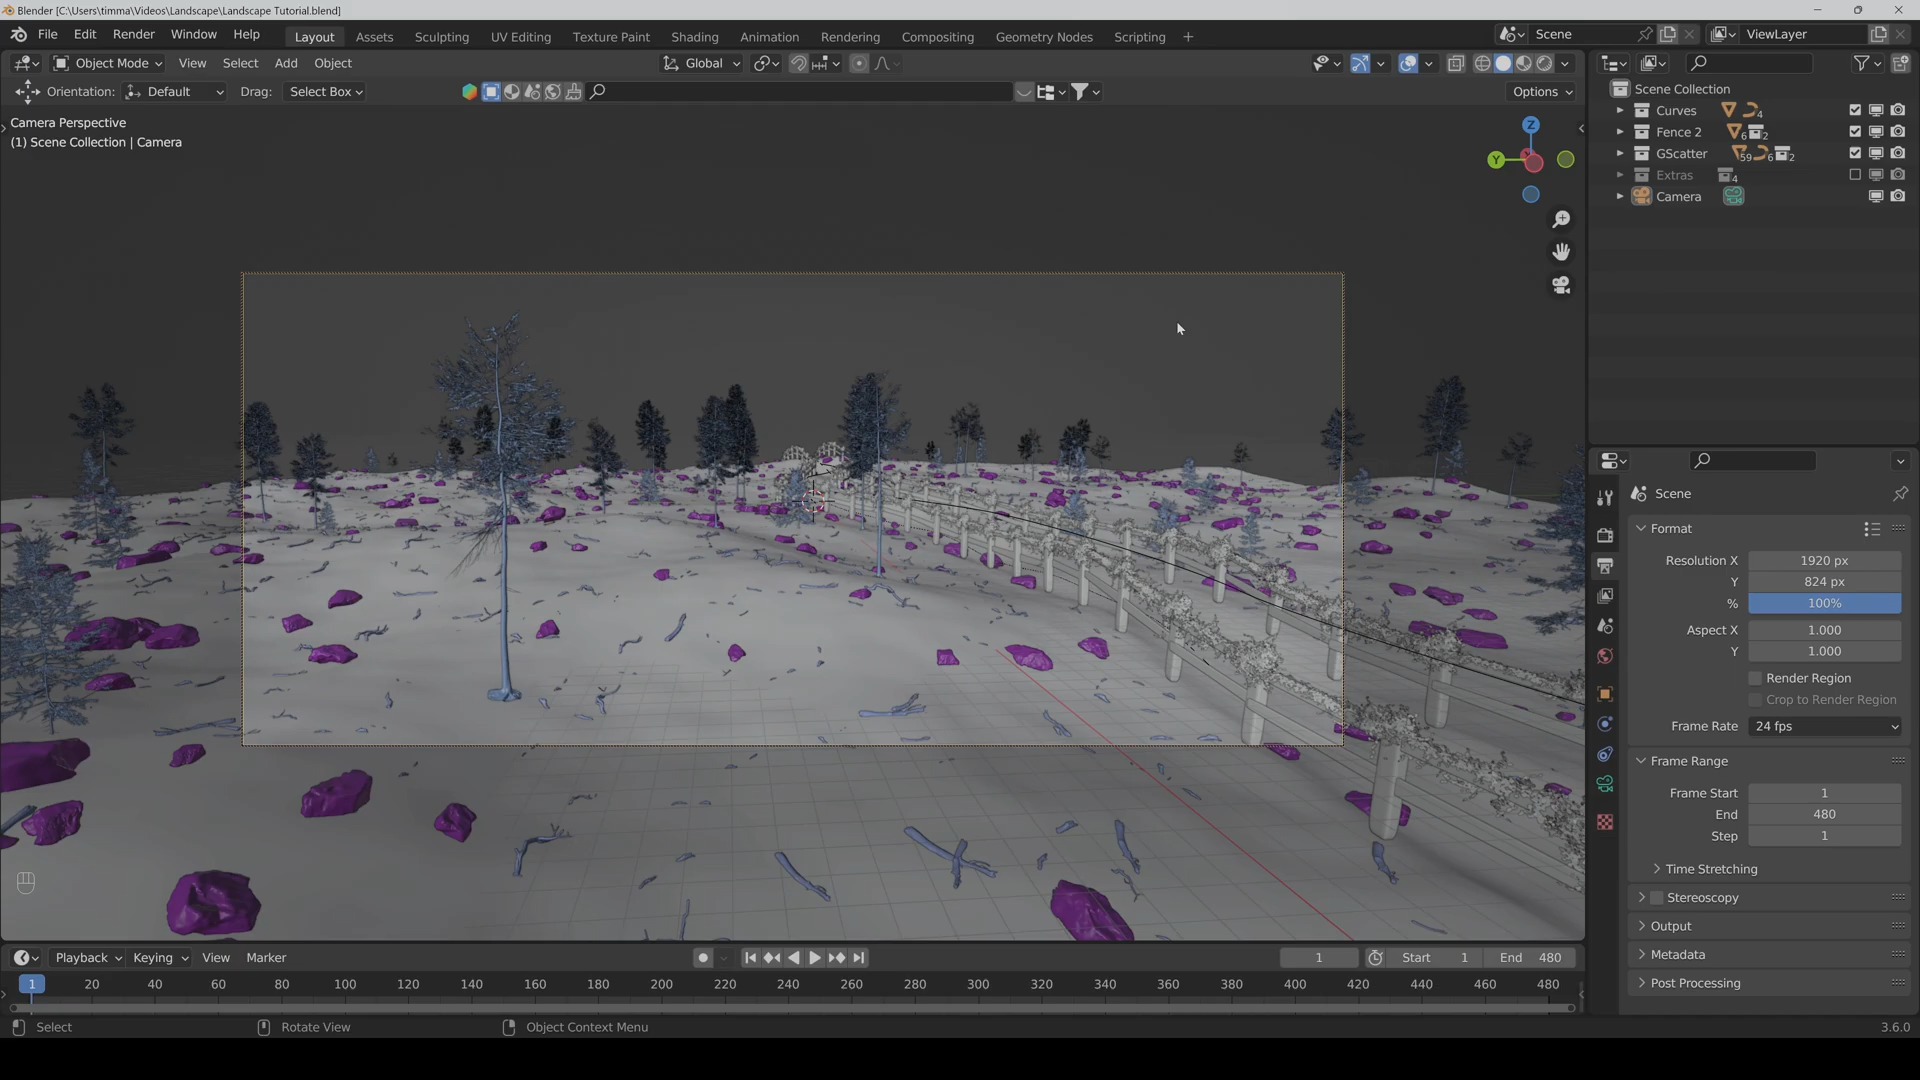 Blender [C:\Users\timma\Videos\Landscape\Landscape Tutorial.blend]
File Edit Render Window Help Layout Assets Sculpting UV Editing Texture Paint Shading Animation Rendering Compositing Geometry Nodes Scripting + Scene ViewLayer
Object Mode View Select Add Object Global
Orientation: Default Drag: Select Box Options
Camera Perspective
(1) Scene Collection | Camera
Z
Y
Scene Collection
Curves 4
Fence 2 6 2
GScatter 59 6 2
Extras 4
Camera
Scene
Format
Resolution X 1920 px
Y 824 px
% 100%
Aspect X 1.000
Y 1.000
Render Region
Crop to Render Region
Frame Rate 24 fps
Frame Range
Frame Start 1
End 480
Step 1
Time Stretching
Stereoscopy
Output
Metadata
Post Processing
Playback Keying View Marker 1 Start 1 End 480
1 20 40 60 80 100 120 140 160 180 200 220 240 260 280 300 320 340 360 380 400 420 440 460 480
Select Rotate View Object Context Menu 3.6.0